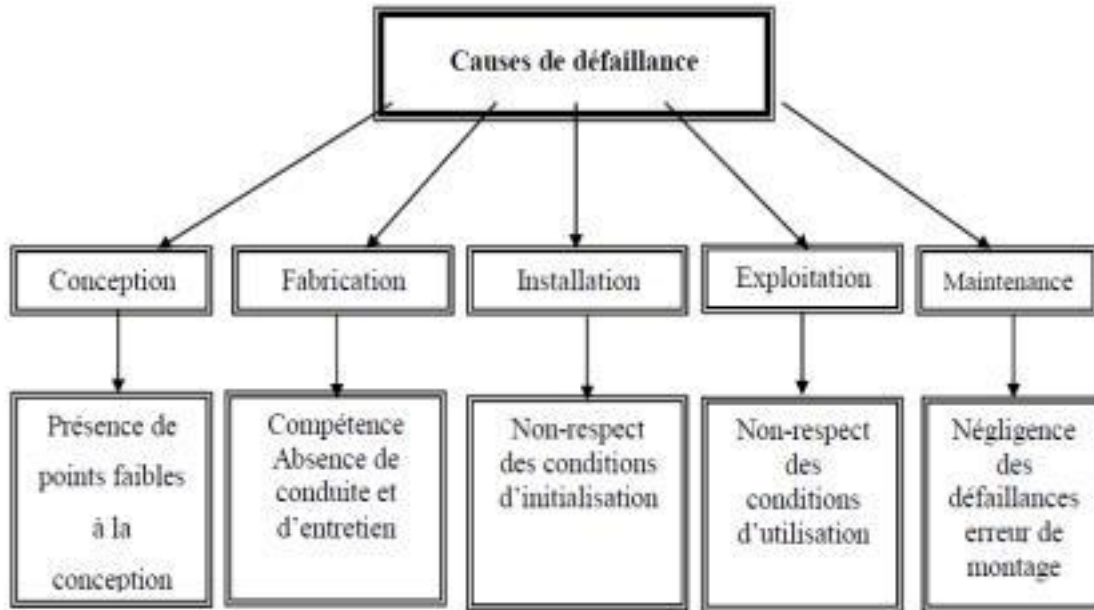 Causes de défaillance
Conception
Fabrication
Installation
Exploitation
Maintenance
Présence de
points faibles
à la
conception
Compétence
Absence de
conduite et
d'entretien
Non-respect
des conditions
d'initialisation
Non-respect
des
conditions
d'utilisation
Négligence
des
défaillances
erreur de
montage